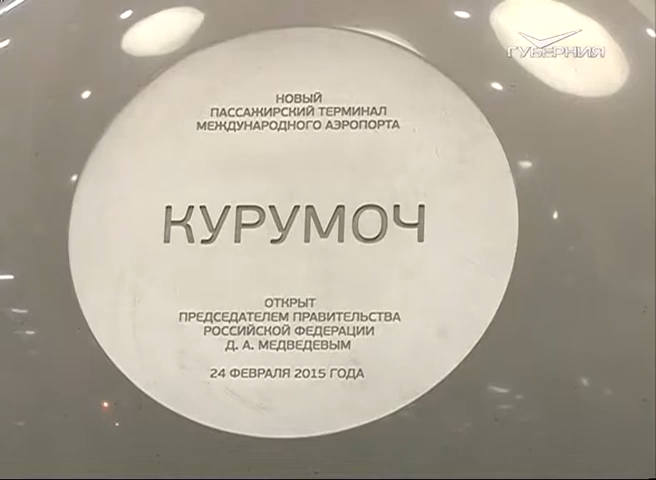 ГУБЕРНИЯ
НОВЫЙ
ПАССАЖИРСКИЙ ТЕРМИНАЛ
МЕЖДУНАРОДНОГО АЭРОПОРТА
КУРУМОЧ
ОТКРЫТ
ПРЕДСЕДАТЕЛЕМ ПРАВИТЕЛЬСТВА
РОССИЙСКОЙ ФЕДЕРАЦИИ
Д. А. МЕДВЕДЕВЫМ
24 ФЕВРАЛЯ 2015 ГОДА